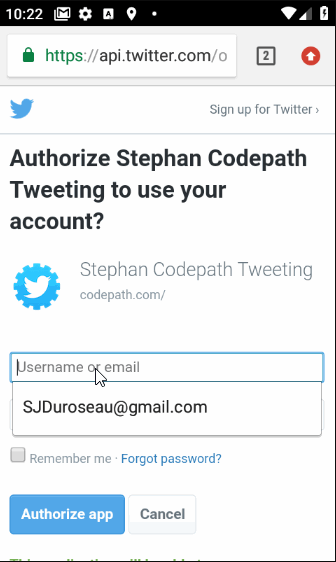 10:22
https://api.twitter.com/o
2
Sign up for Twitter ›
Authorize Stephan Codepath
Tweeting to use your
account?
Stephan Codepath Tweeting
codepath.com/
Username or email
SJDuroseau@gmail.com
Remember me · Forgot password?
Authorize app
Cancel